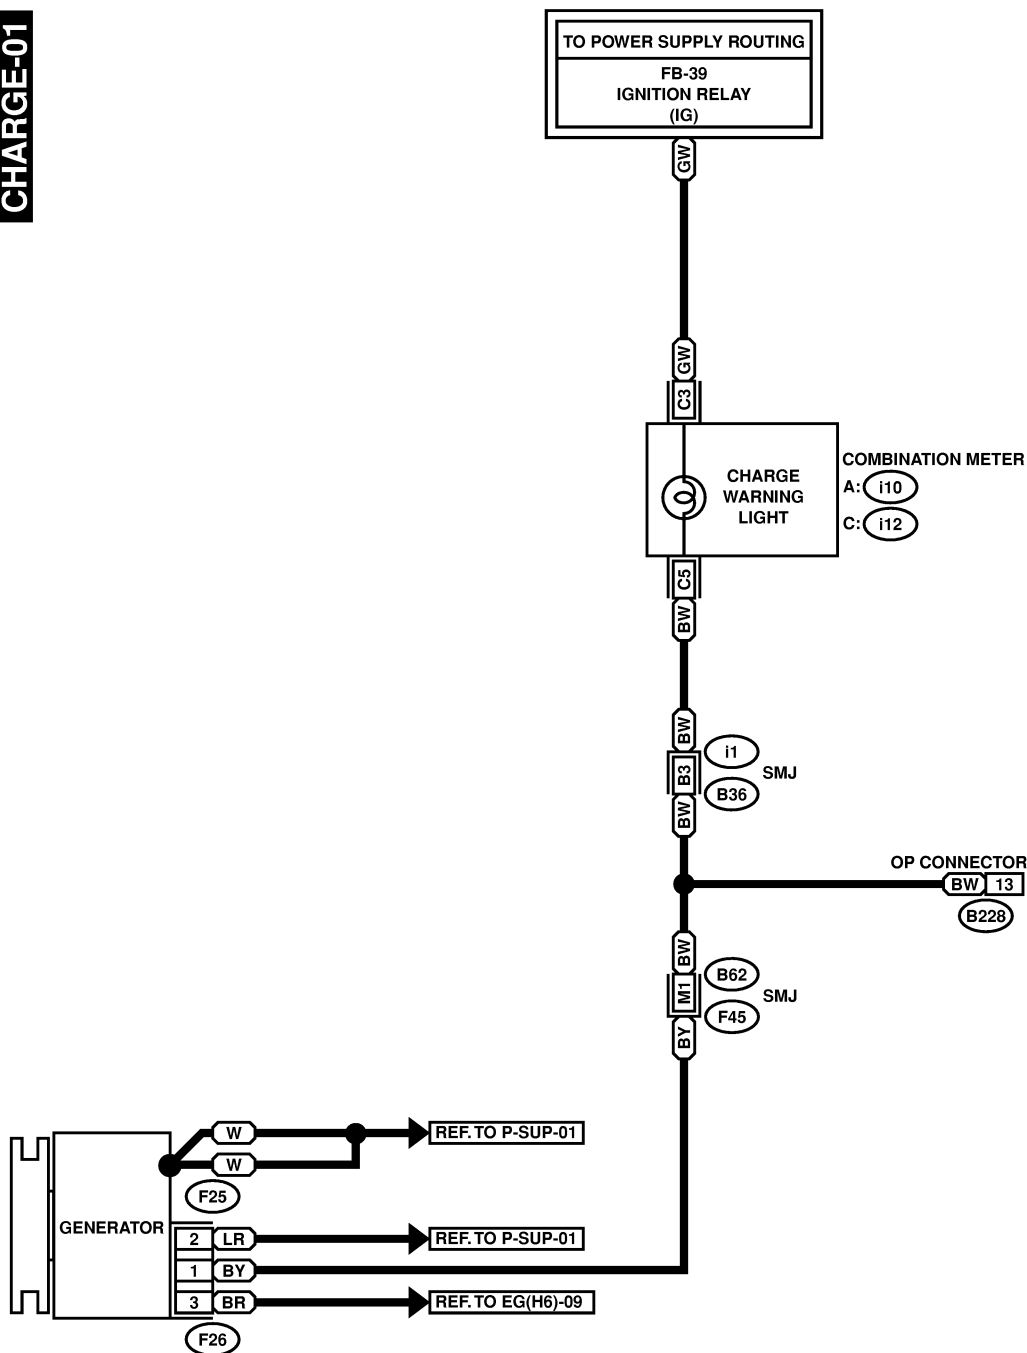 CHARGE-01
TO POWER SUPPLY ROUTING
FB-39
IGNITION RELAY
(IG)
GW
GW
C3
CHARGE
WARNING
LIGHT
COMBINATION METER
A: i10
C: i12
C5
BW
BW
i1
B3
SMJ
B36
BW
OP CONNECTOR
BW 13
B228
BW
B62
M1
SMJ
F45
BY
W
REF. TO P-SUP-01
W
F25
GENERATOR
2 LR
REF. TO P-SUP-01
1 BY
3 BR
REF. TO EG(H6)-09
F26